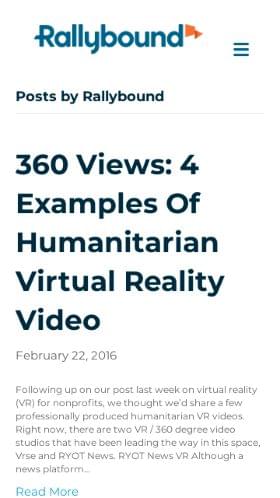 Rallybound
Posts by Rallybound
360 Views: 4
Examples Of
Humanitarian
Virtual Reality
Video
February 22, 2016
Following up on our post last week on virtual reality
(VR) for nonprofits, we thought we'd share a few
professionally produced humanitarian VR videos.
Right now, there are two VR / 360 degree video
studios that have been leading the way in this space,
Vrse and RYOT News. RYOT News VR Although a
news platform...
Read More